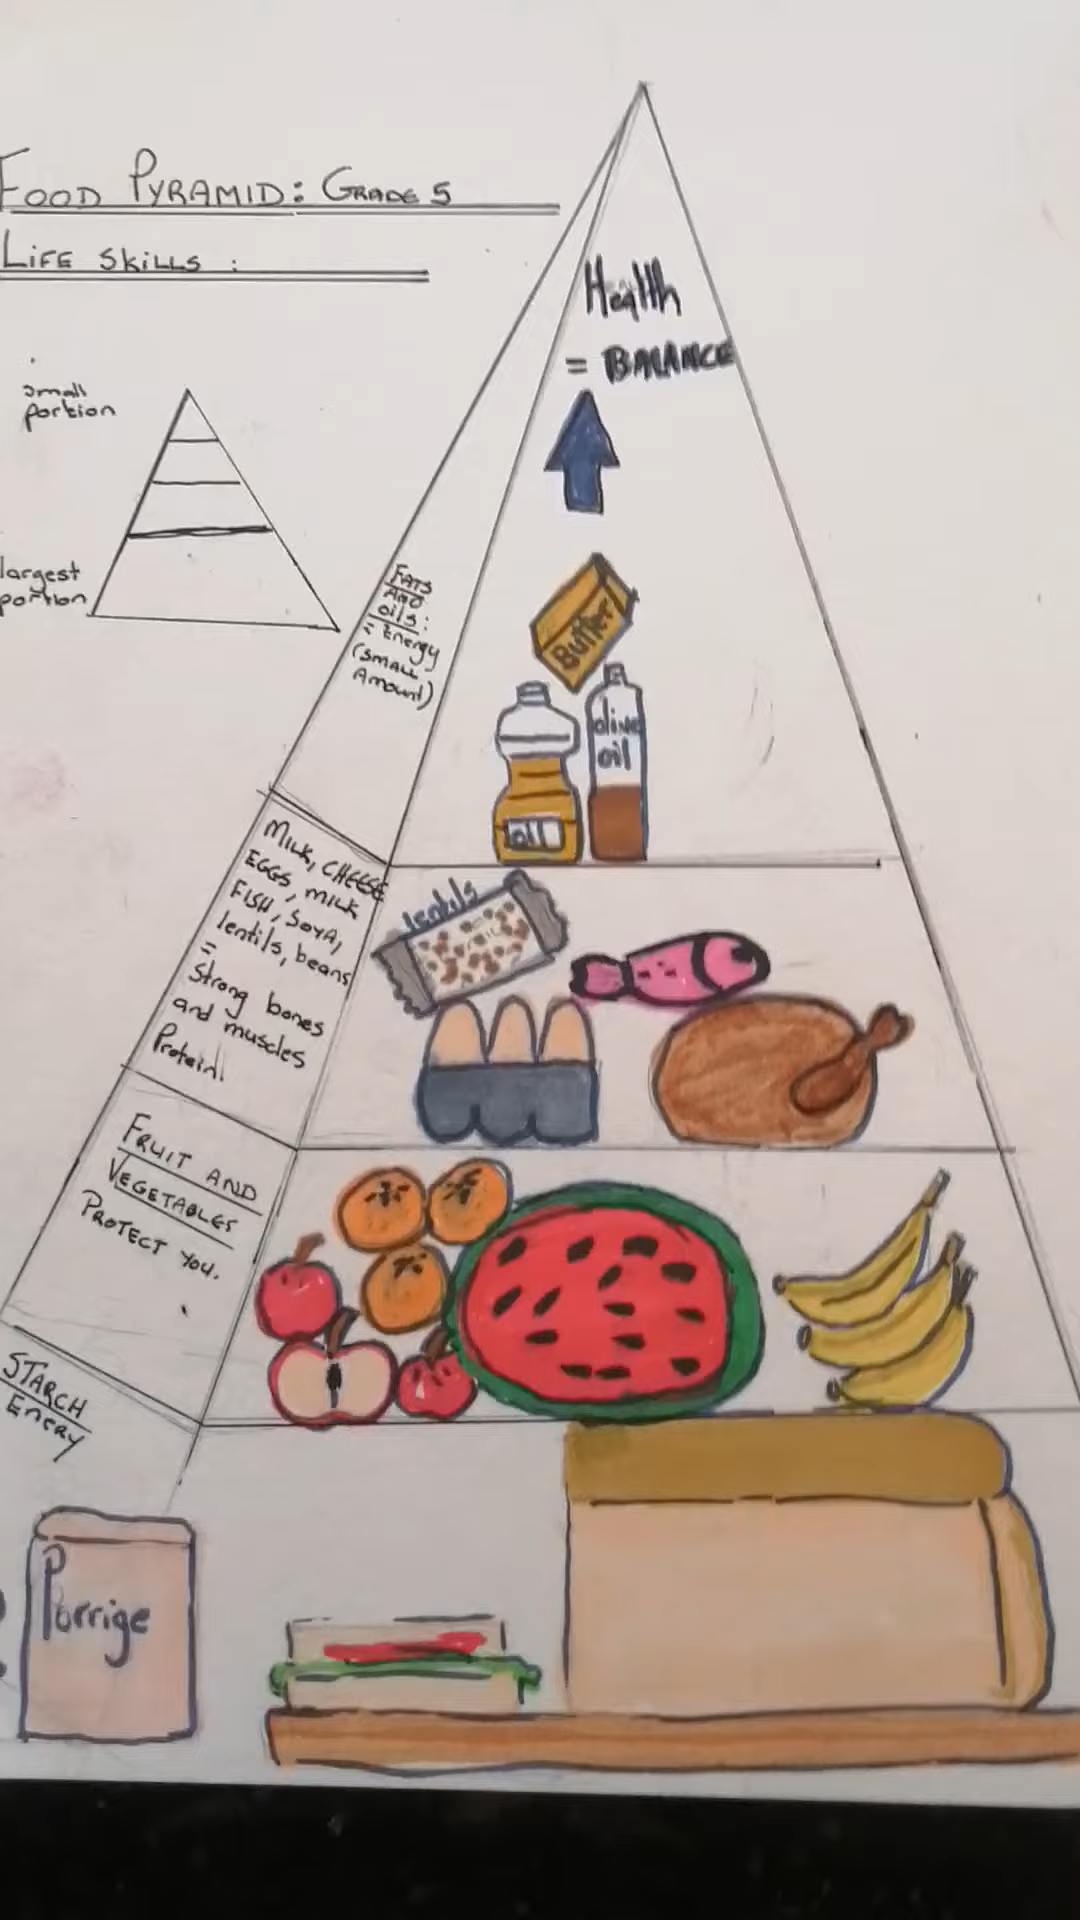 FOOD PYRAMID: GRADE 5
LIFE SKILLS :
Small
portion
largest
portion
Health
= BALANCE
FATS
AND
oils:
= Energy
(SMALL
Amount)
Butter
olive
oil
oil
MILK, CHEESE
EGGS, MILK
FISH, SOYA,
lentils, beans
=
Strong bones
and muscles
Protein!
lentils
FRUIT AND
VEGETABLES
PROTECT YOU.
STARCH
Enery
Porrige